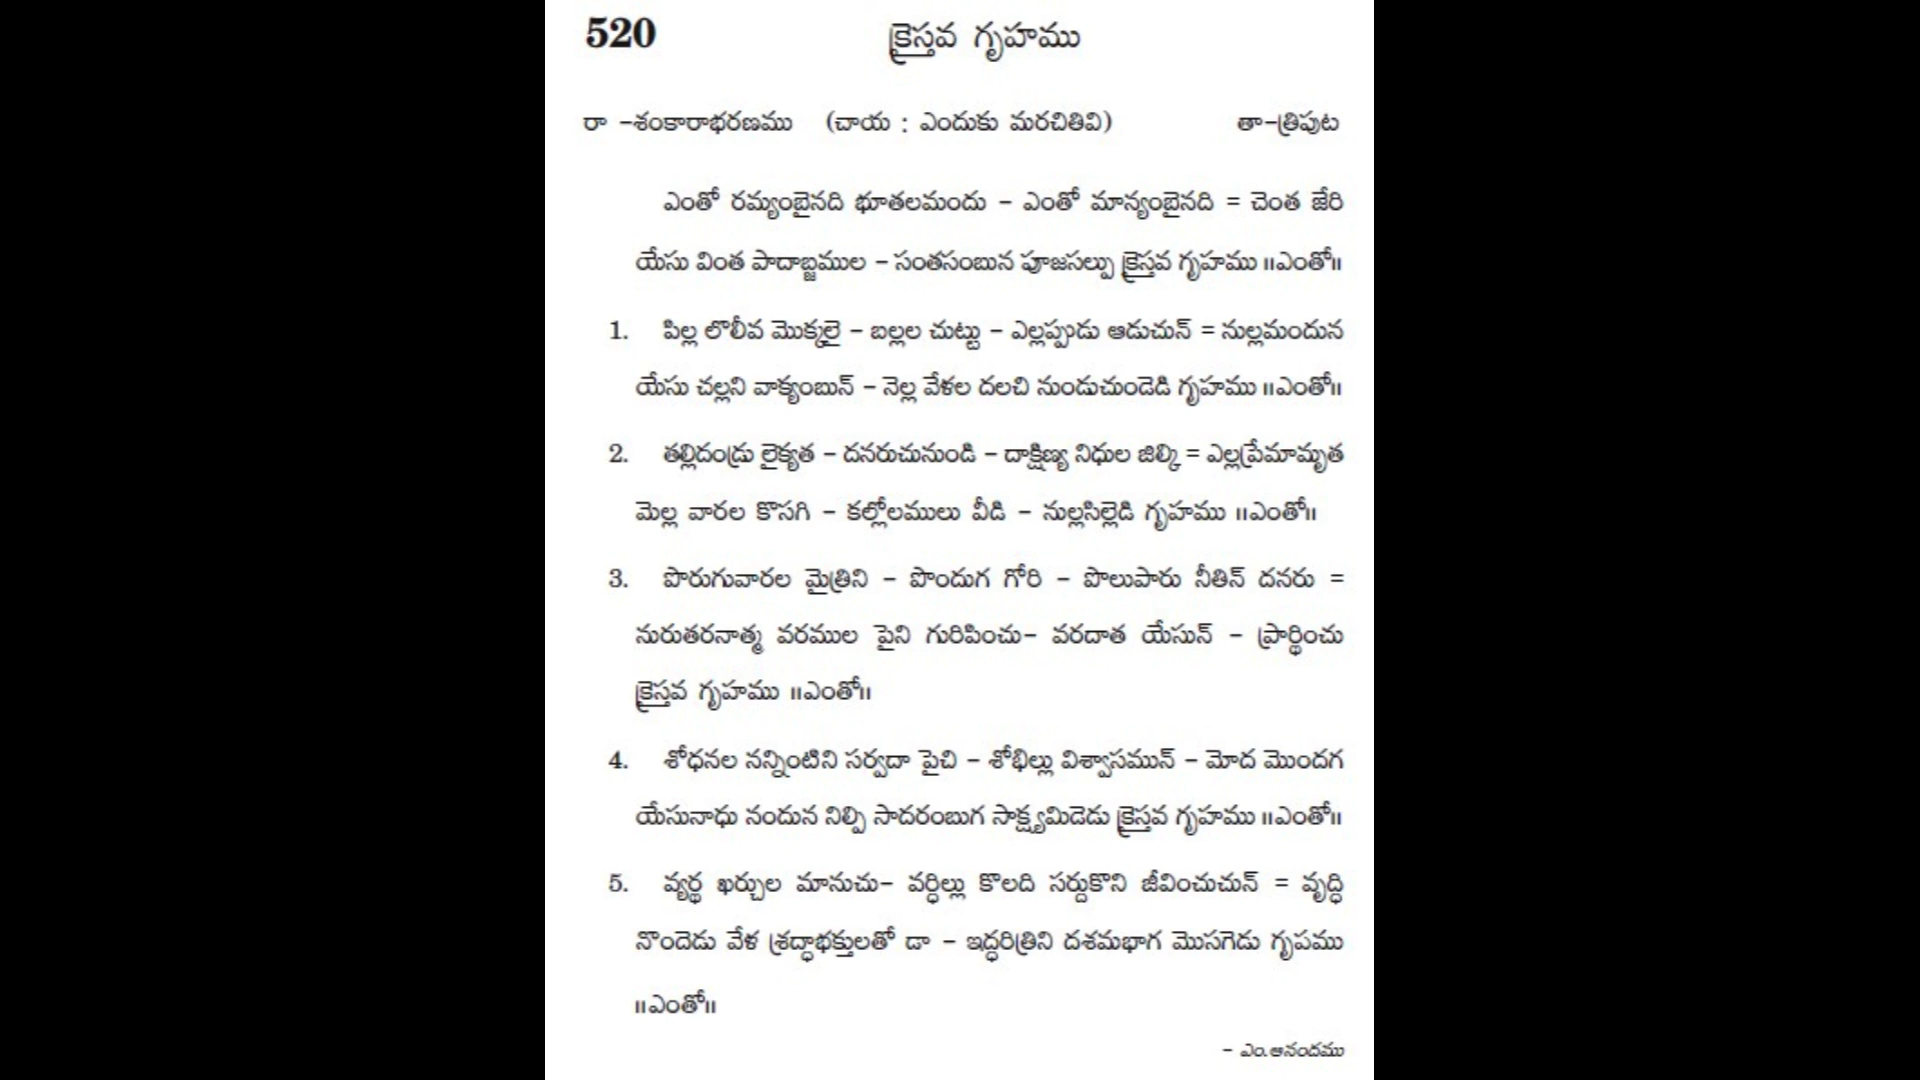 520 క్రైస్తవ గృహము
రా -శంకారాభరణము (చాయ : ఎందుకు మరచితివి) తా-త్రిపుట
ఎంతో రమ్యంబైనది భూతలమందు - ఎంతో మాన్యంబైనది = చెంత జేరి
యేసు వింత పాదాబ్జముల - సంతసంబున పూజసల్పు క్రైస్తవ గృహము ॥ఎంతో॥
1. పిల్ల లొలీవ మొక్కలై - బల్లల చుట్టు - ఎల్లప్పుడు ఆడుచున్ = నుల్లమందున
యేసు చల్లని వాక్యంబున్ - నెల్ల వేళల దలచి నుండుచుండెడి గృహము ॥ఎంతో॥
2. తల్లిదండ్రు లైక్యత - దనరుచునుండి - దాక్షిణ్య నిధుల జిల్కి = ఎల్లప్రేమామృత
మెల్ల వారల కొసగి - కల్లోలములు వీడి - నుల్లసిల్లెడి గృహము ॥ఎంతో॥
3. పొరుగువారల మైత్రిని - పొందుగ గోరి - పొలుపారు నీతిన్ దనరు =
నురుతరనాత్మ వరముల పైని గురిపించు- వరదాత యేసున్ - ప్రార్థించు
క్రైస్తవ గృహము ॥ఎంతో॥
4. శోధనల నన్నింటిని సర్వదా పైచి - శోభిల్లు విశ్వాసమున్ - మోద మొందగ
యేసునాధు నందున నిల్పి సాదరంబుగ సాక్ష్యమిడెడు క్రైస్తవ గృహము ॥ఎంతో॥
5. వ్యర్థ ఖర్చుల మానుచు- వర్ధిల్లు కొలది సర్దుకొని జీవించుచున్ = వృద్ధి
నొందెడు వేళ శ్రద్ధాభక్తులతో డా - ఇద్ధరిత్రిని దశమభాగ మొసగెడు గృపము
॥ఎంతో॥
- ఎం.ఆనందము